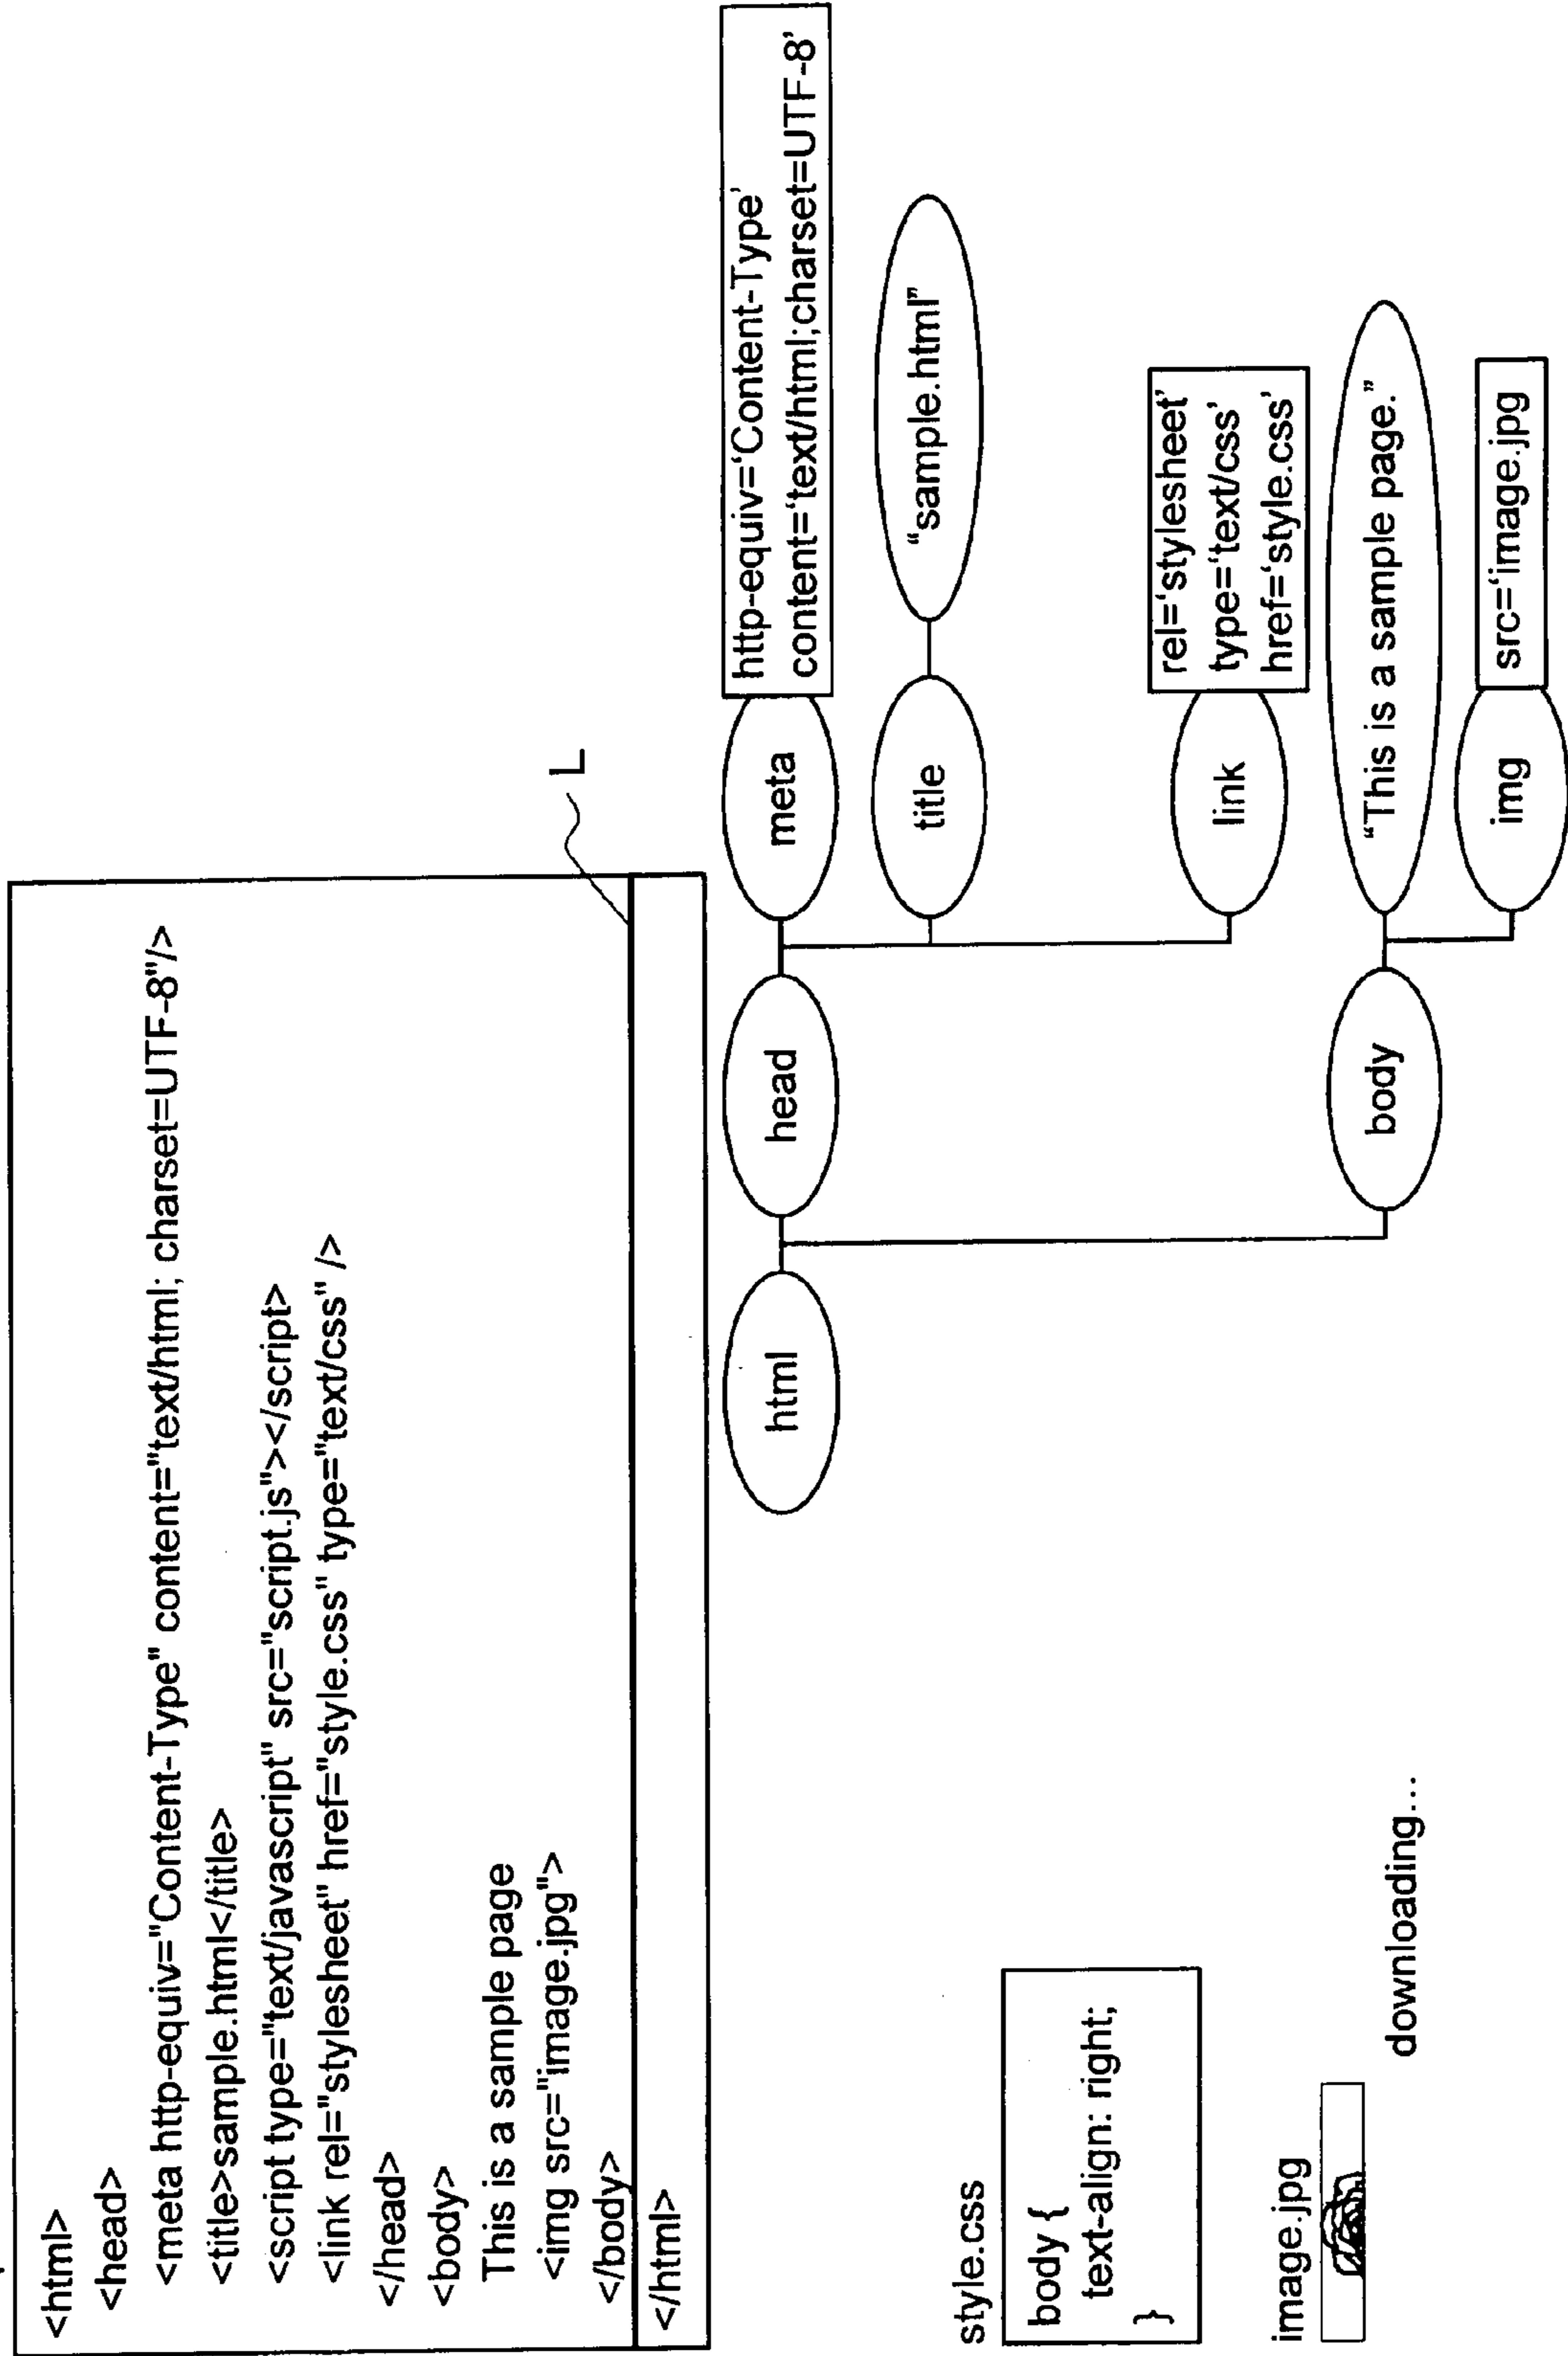 <html>
<head>
<meta http-equiv="Content-Type" content="text/html; charset=UTF-8"/>
<title>sample.html</title>
<script type="text/javascript" src="script.js"></script>
<link rel="stylesheet" href="style.css" type="text/css" />
</head>
<body>
This is a sample page
<img src="image.jpg">
</body>
</html>
L
html
head
meta
http-equiv=‘Content-Type’
content=‘text/html;charset=UTF-8’
title
“sample.html”
link
rel=‘stylesheet’
type=‘text/css’
href=‘style.css’
body
“This is a sample page.”
img
src=‘image.jpg
style.css
body {
text-align: right;
}
image.jpg
downloading...